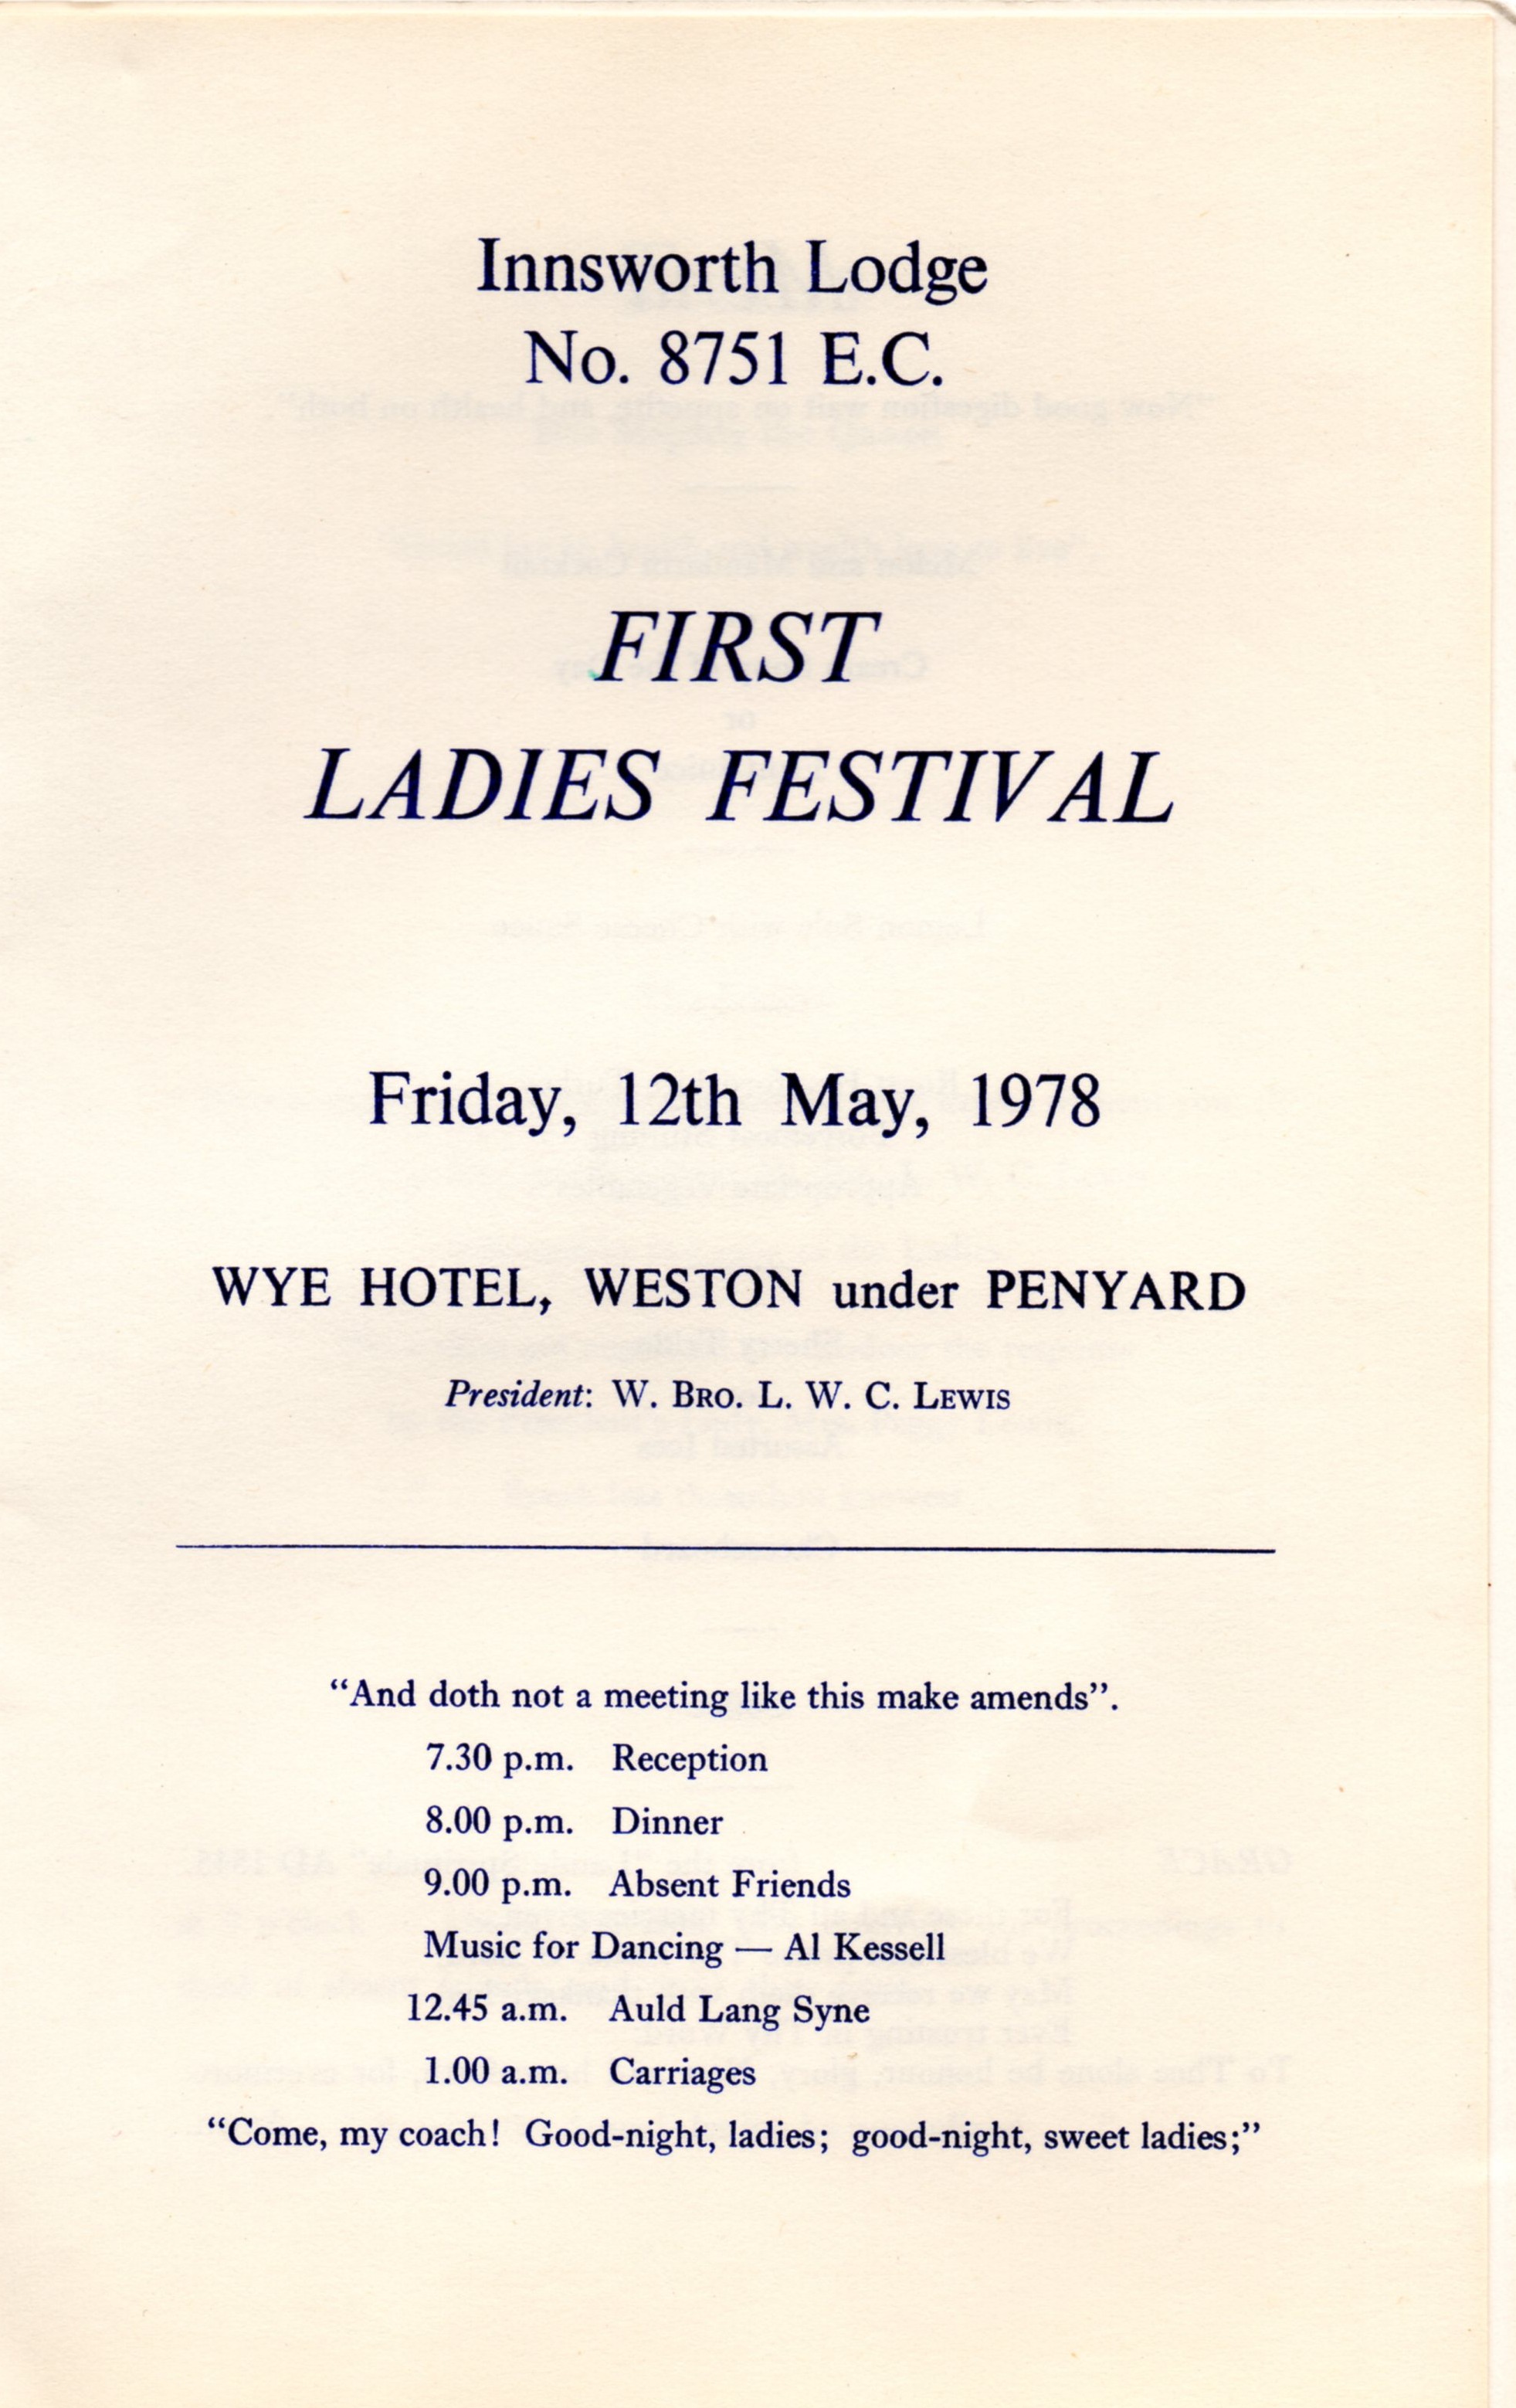 Innsworth Lodge
No. 8751 E.C.
FIRST
LADIES FESTIVAL
Friday, 12th May, 1978
WYE HOTEL, WESTON under PENYARD
President: W. BRO. L. W. C. LEWIS
“And doth not a meeting like this make amends”.
7.30 p.m. Reception
8.00 p.m. Dinner
9.00 p.m. Absent Friends
Music for Dancing — Al Kessell
12.45 a.m. Auld Lang Syne
1.00 a.m. Carriages
“Come, my coach! Good-night, ladies; good-night, sweet ladies;”